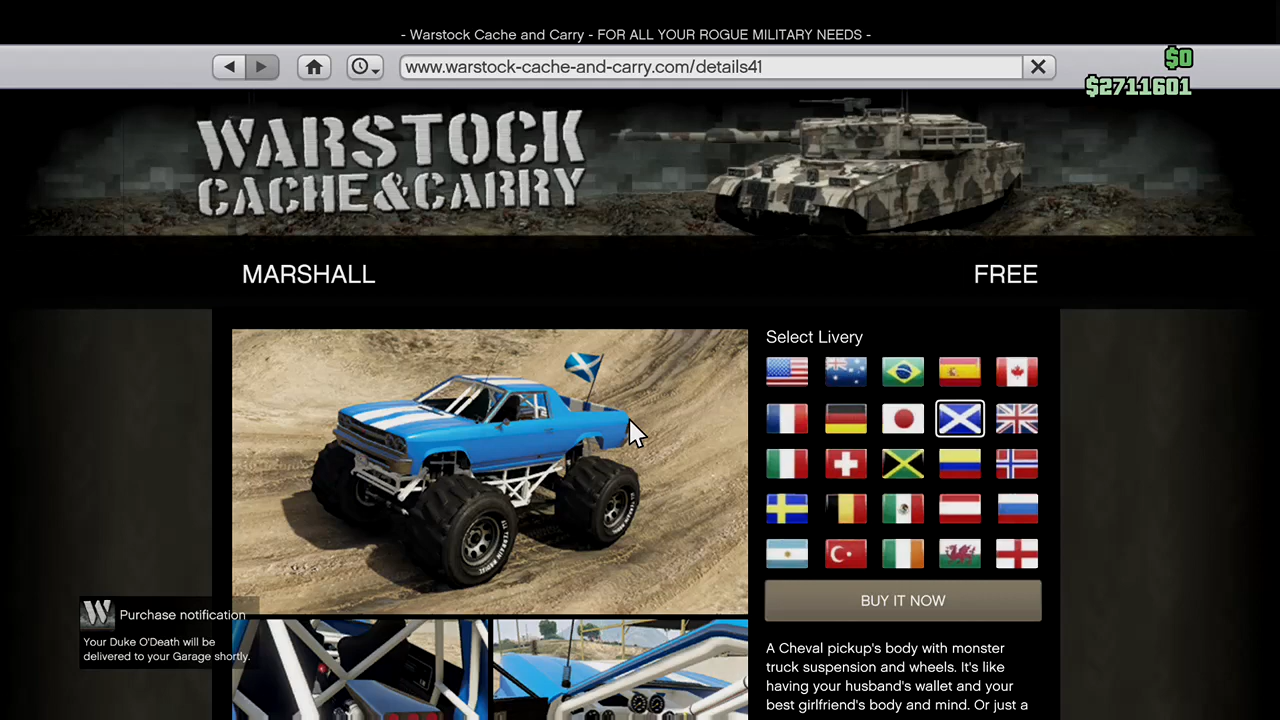 - Warstock Cache and Carry - FOR ALL YOUR ROGUE MILITARY NEEDS -
www.warstock-cache-and-carry.com/details41
$0
$2711601
WARSTOCK
CACHE&CARRY
MARSHALL
FREE
Select Livery
BUY IT NOW
W Purchase notification
Your Duke O'Death will be
delivered to your Garage shortly.
A Cheval pickup's body with monster
truck suspension and wheels. It's like
having your husband's wallet and your
best girlfriend's body and mind. Or just a